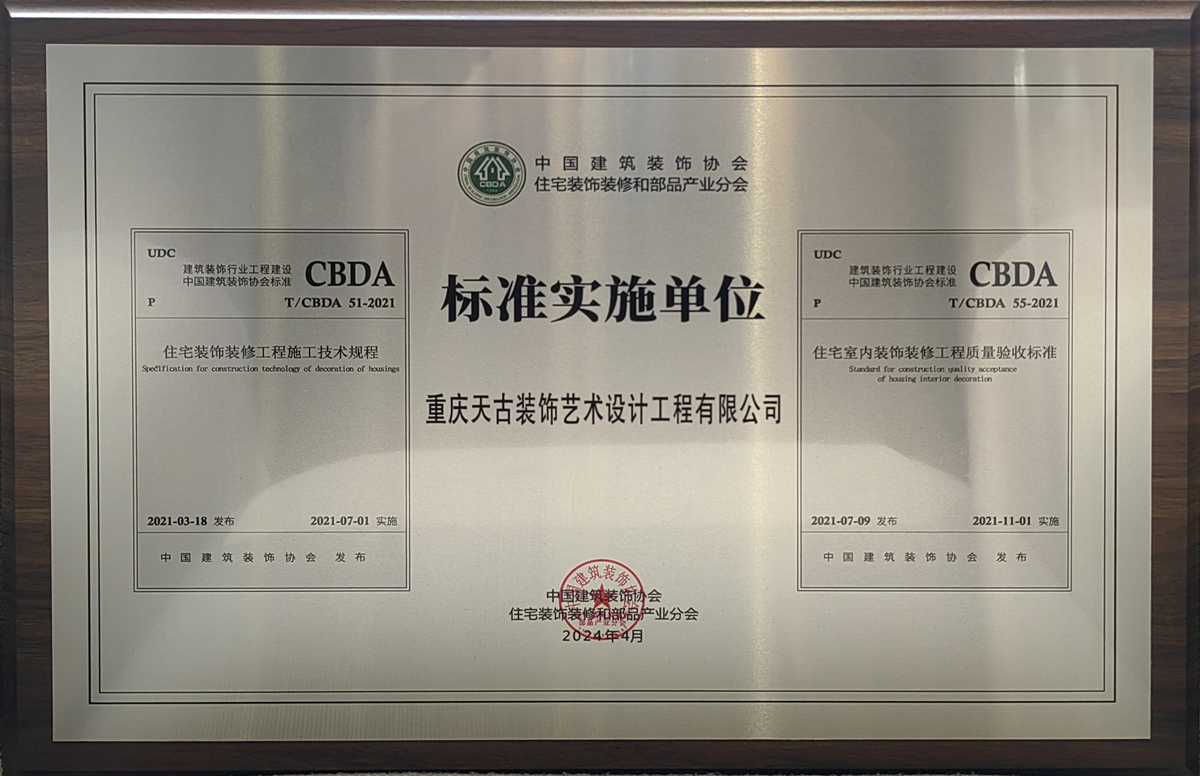 中国建筑装饰协会
住宅装饰装修和部品产业分会
CBDA
标准实施单位
重庆天古装饰艺术设计工程有限公司
UDC
建筑装饰行业工程建设
中国建筑装饰协会标准
CBDA
P
T/CBDA 51-2021
住宅装饰装修工程施工技术规程
Specification for construction technology of decoration of housings
2021-03-18 发布
2021-07-01 实施
中国建筑装饰协会 发布
UDC
建筑装饰行业工程建设
中国建筑装饰协会标准
CBDA
P
T/CBDA 55-2021
住宅室内装饰装修工程质量验收标准
Standard for construction quality acceptance
of housing interior decoration
2021-07-09 发布
2021-11-01 实施
中国建筑装饰协会 发布
中国建筑装饰协会
住宅装饰装修和部品产业分会
2024年4月